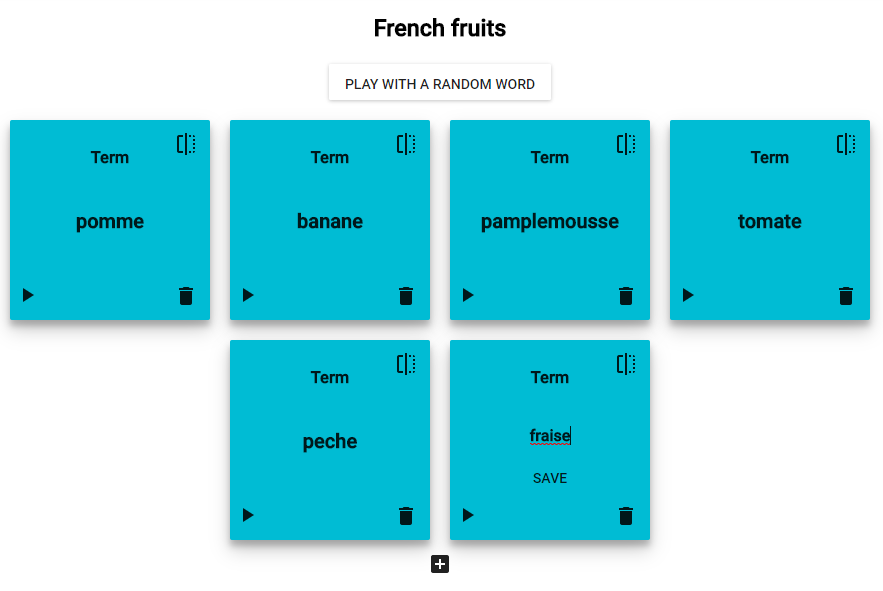 French fruits
PLAY WITH A RANDOM WORD
Term
pomme
Term
banane
Term
pamplemousse
Term
tomate
Term
peche
Term
fraise
SAVE